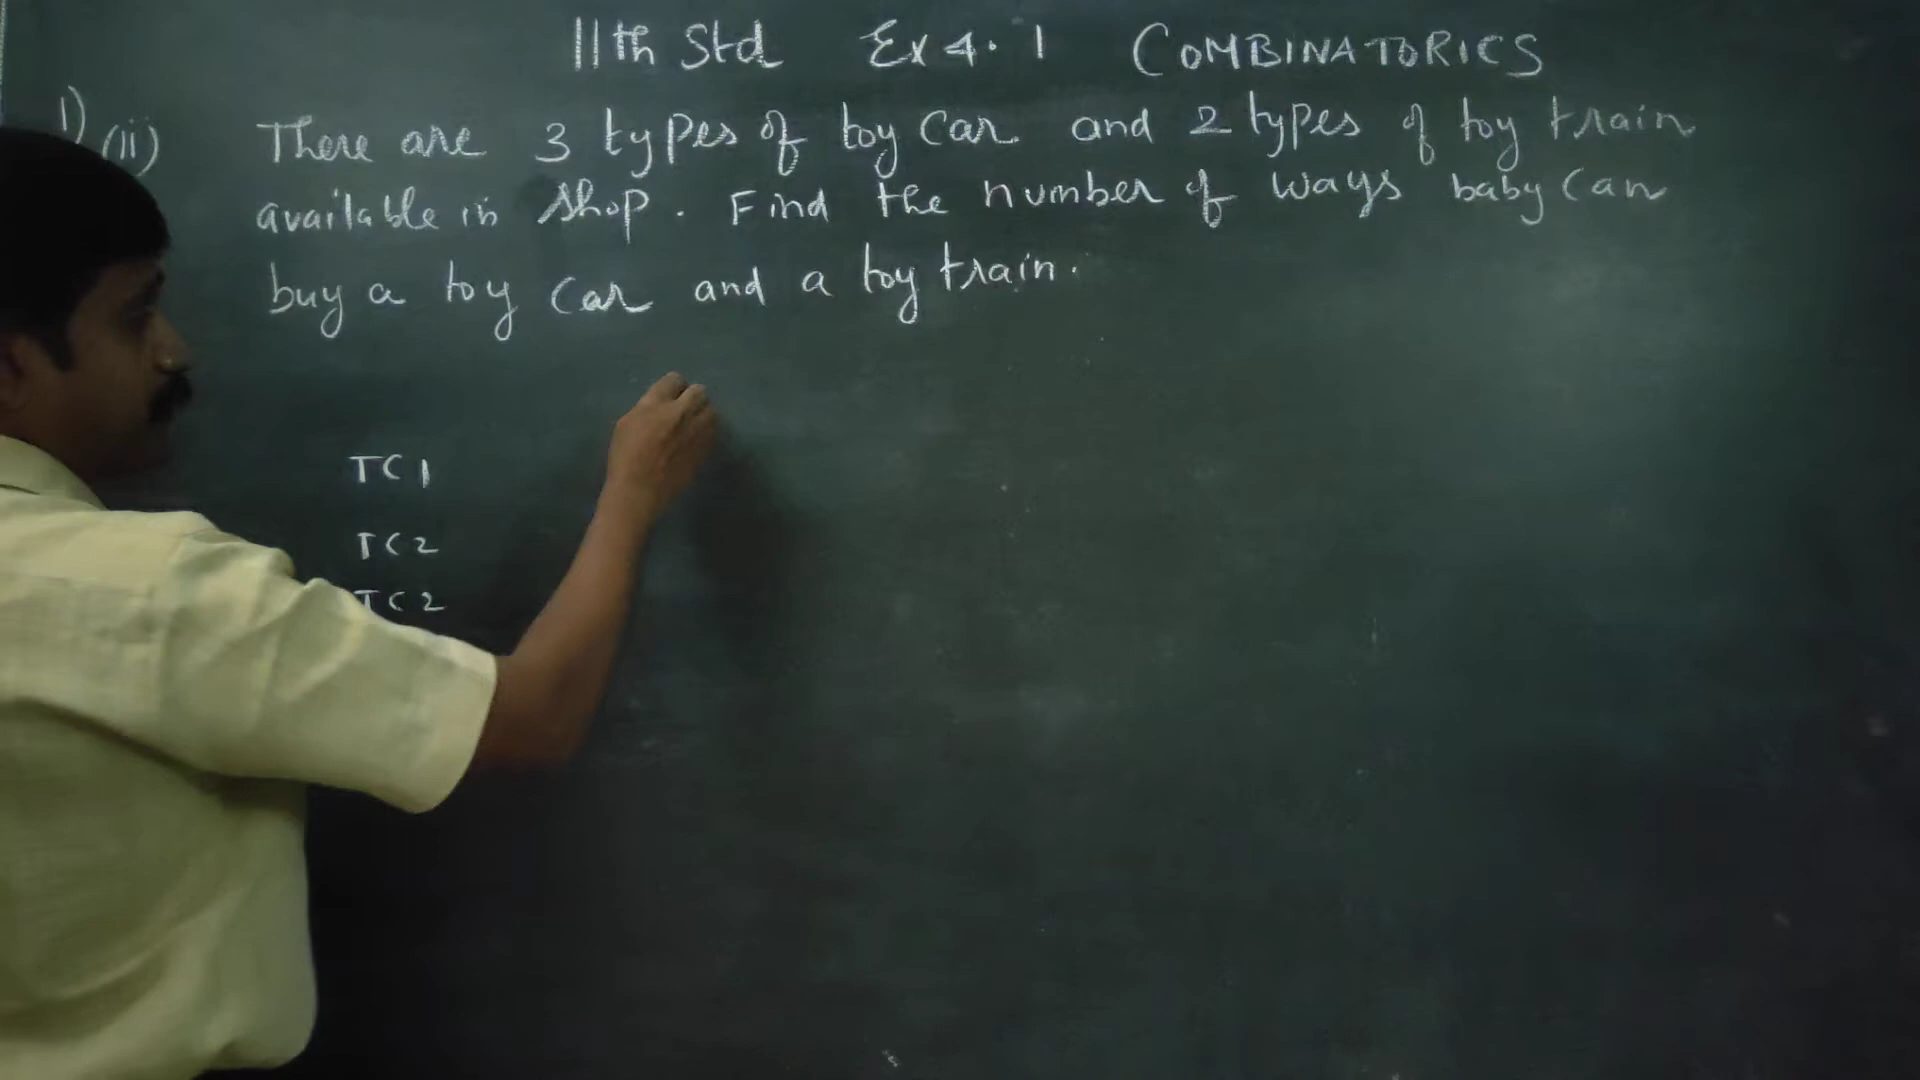 11th Std Ex 4.1 COMBINATORICS
1) (ii) There are 3 types of toy car and 2 types of toy train
available in shop. Find the number of ways baby can
buy a toy car and a toy train.
TC1
TC2
TC2